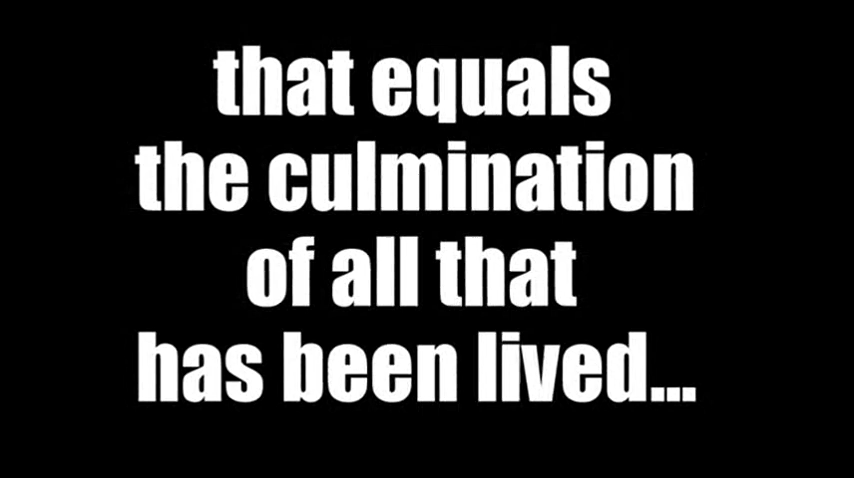 that equals
the culmination
of all that
has been lived...